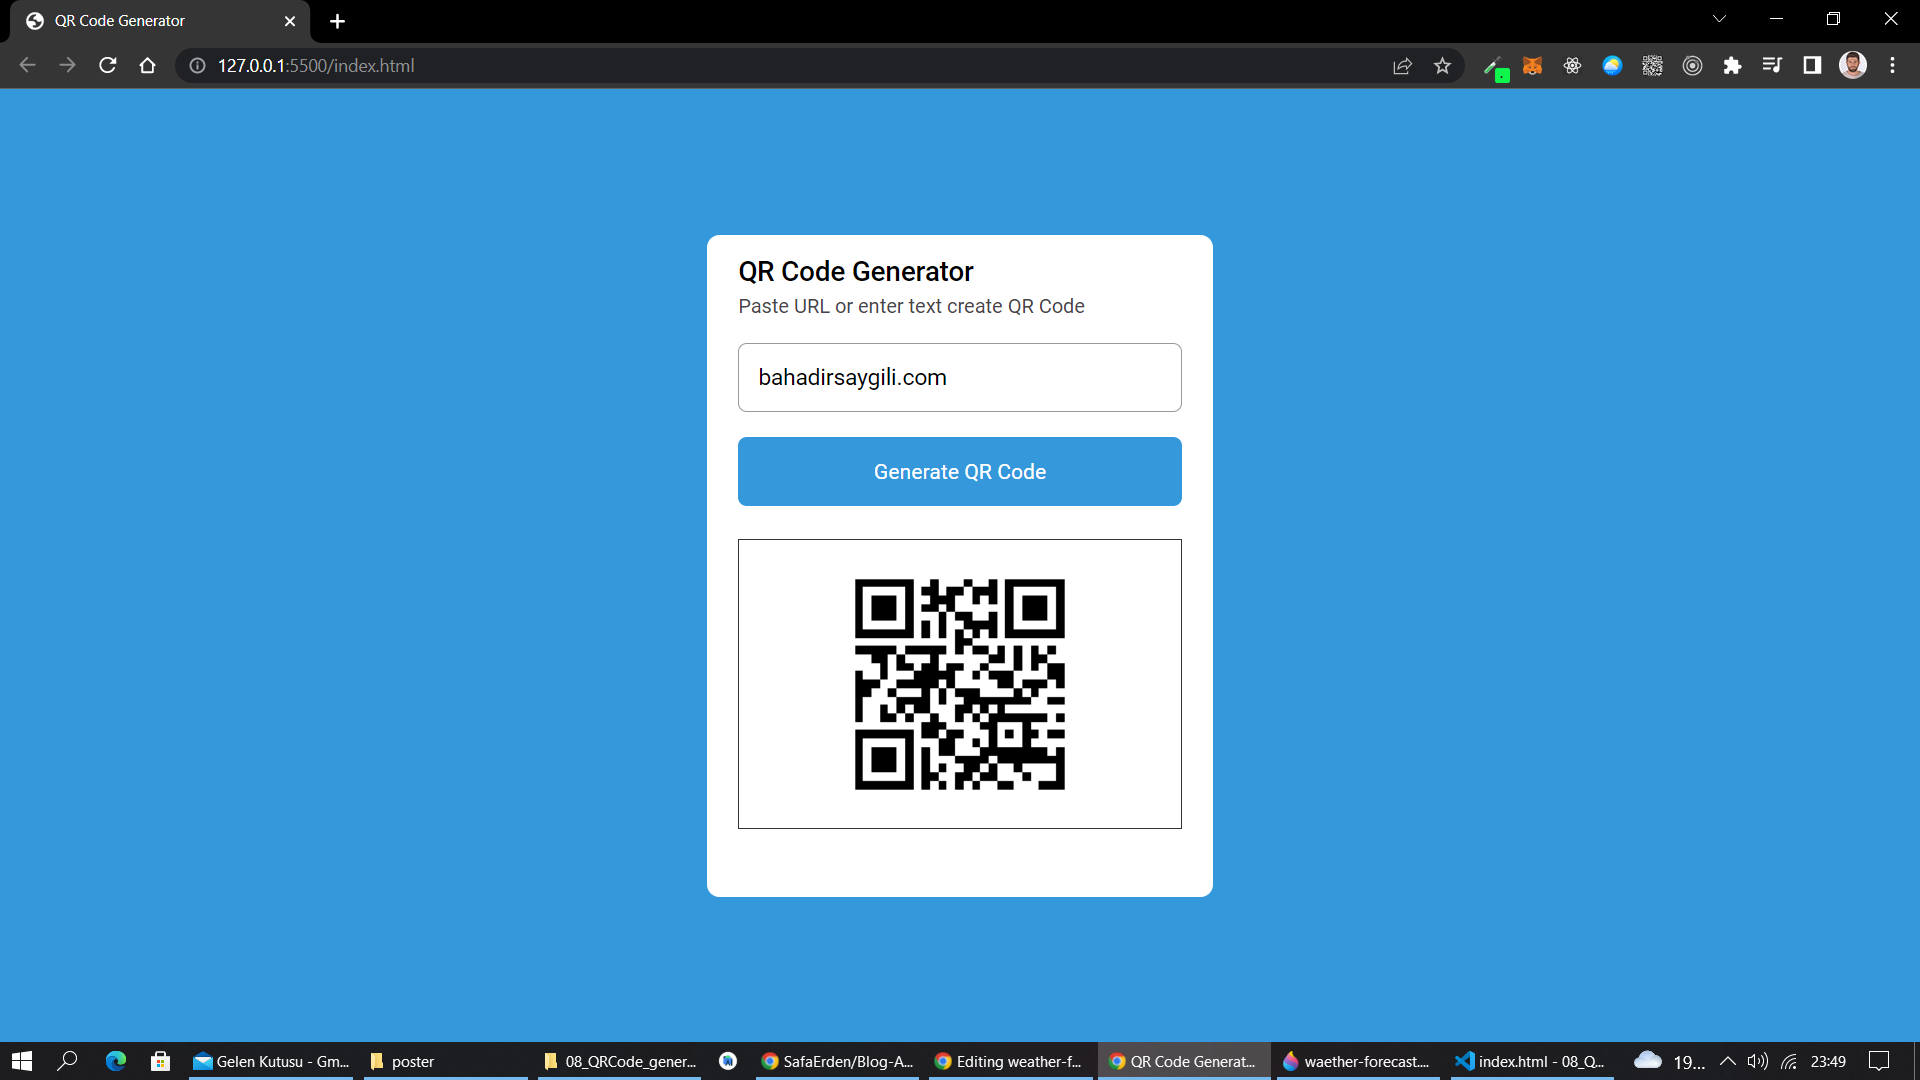 QR Code Generator
127.0.0.1:5500/index.html
QR Code Generator
Paste URL or enter text create QR Code
bahadirsaygili.com
Generate QR Code
Gelen Kutusu - Gm...
poster
08_QRCode_gener...
SafaErden/Blog-A...
Editing weather-f...
QR Code Generat...
waether-forecast....
index.html - 08_Q...
19...
23:49